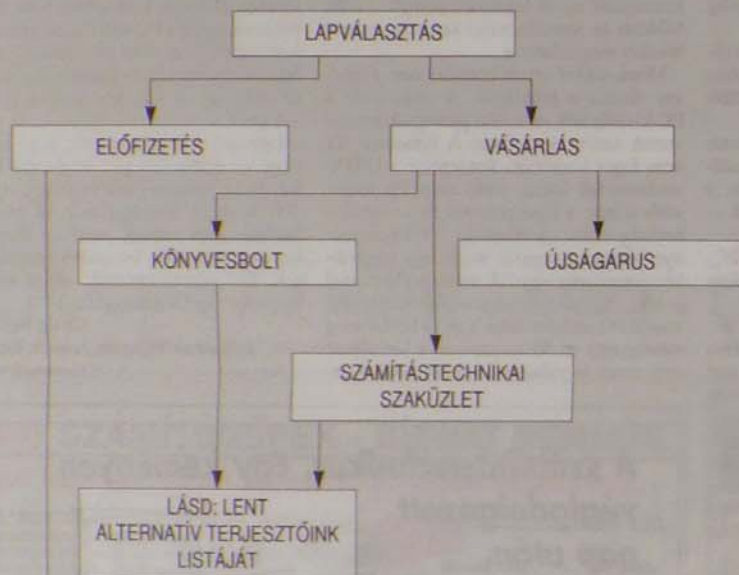 LAPVÁLASZTÁS
ELŐFIZETÉS
VÁSÁRLÁS
KÖNYVESBOLT
ÚJSÁGÁRUS
SZÁMÍTÁSTECHNIKAI
SZAKÜZLET
LÁSD: LENT
ALTERNATÍV TERJESZTŐINK
LISTÁJÁT